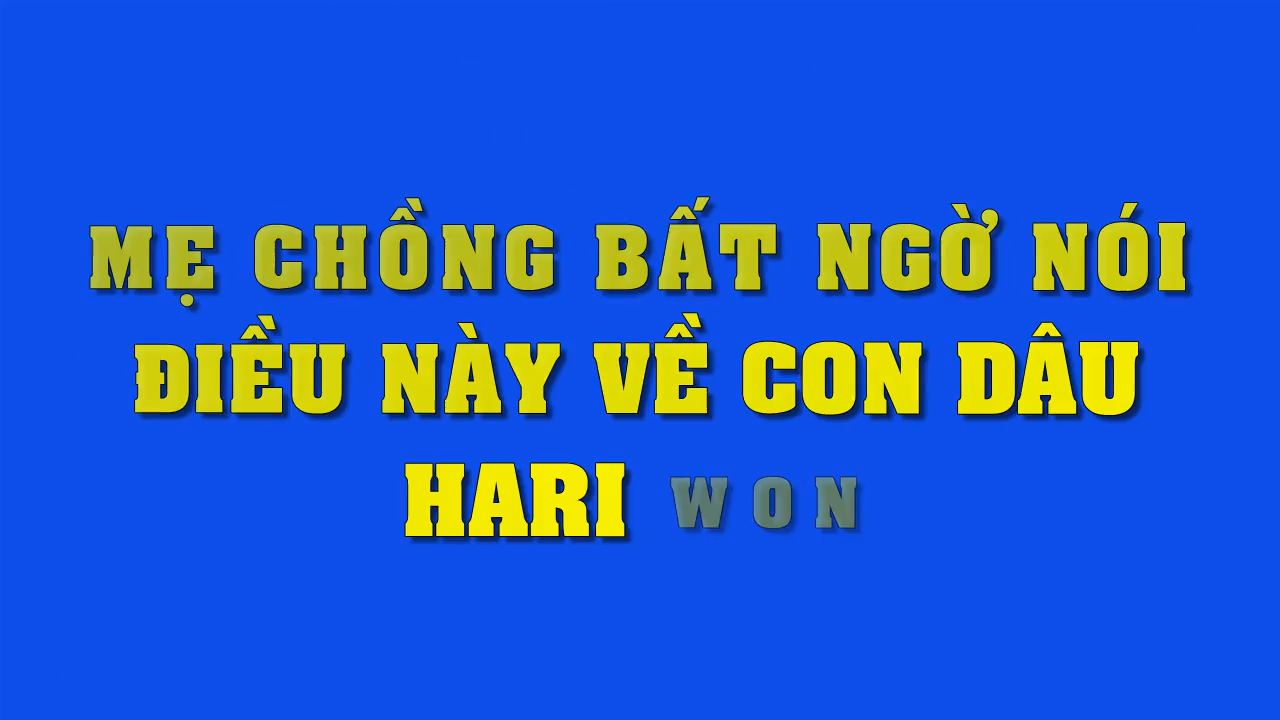 MẸ CHỒNG BẤT NGỜ NÓI
ĐIỀU NÀY VỀ CON DÂU
HARI WON